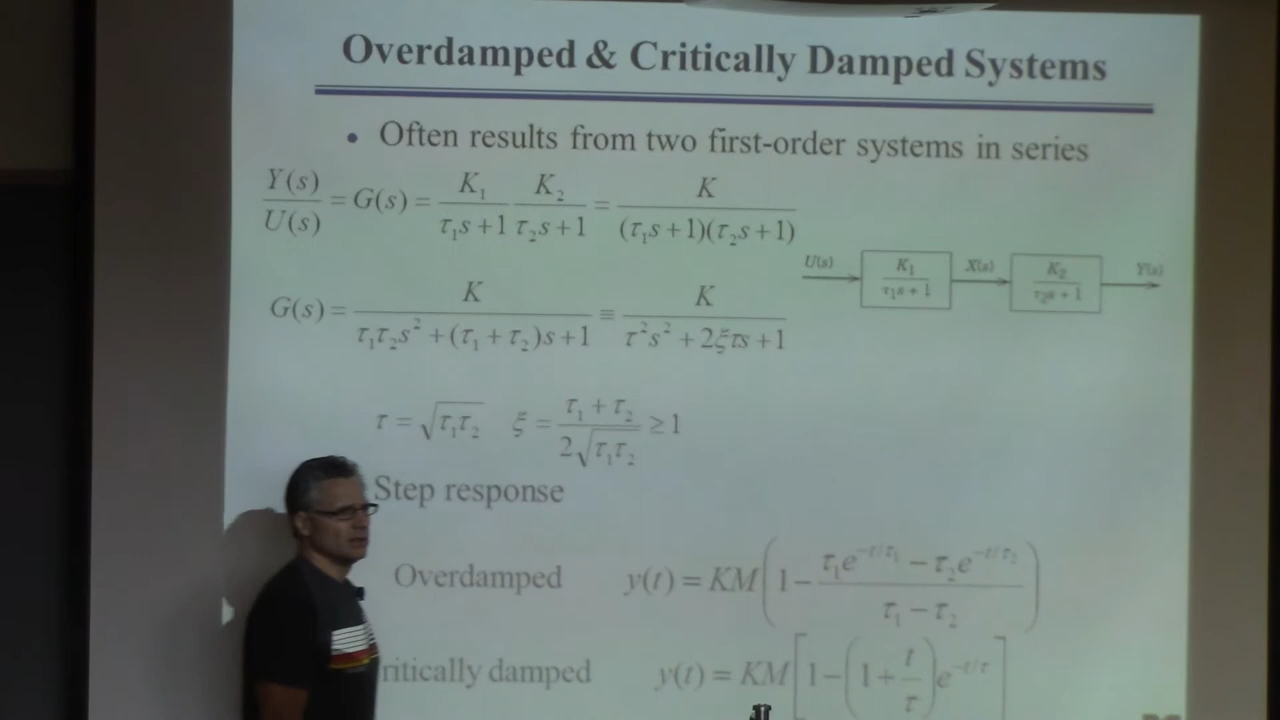 Overdamped & Critically Damped Systems
• Often results from two first-order systems in series
Y(s)/U(s) = G(s) = K₁/(τ₁s+1) K₂/(τ₂s+1) = K/((τ₁s+1)(τ₂s+1))
U(s) K₁/(τ₁s+1) X(s) K₂/(τ₂s+1) Y(s)
G(s) = K/(τ₁τ₂s²+(τ₁+τ₂)s+1) ≡ K/(τ²s²+2ξτs+1)
τ = √(τ₁τ₂) ξ = (τ₁+τ₂)/(2√(τ₁τ₂)) ≥ 1
Step response
Overdamped y(t) = KM(1 − (τ₁e^(−t/τ₁) − τ₂e^(−t/τ₂))/(τ₁ − τ₂))
ritically damped y(t) = KM[1 − (1 + t/τ)e^(−t/τ)]